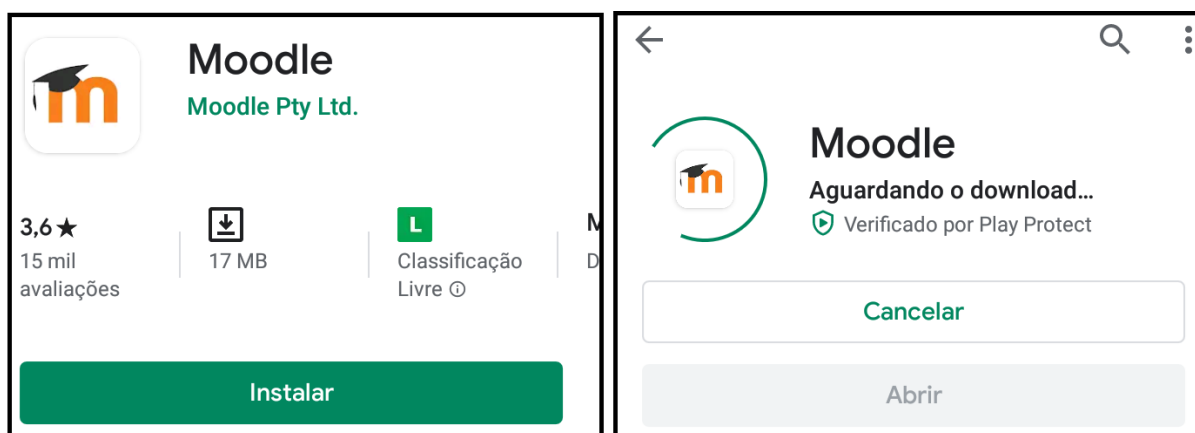 Moodle
Moodle Pty Ltd.
3,6★
15 mil
avaliações
17 MB
L
Classificação
Livre
Instalar
Moodle
Aguardando o download...
Verificado por Play Protect
Cancelar
Abrir